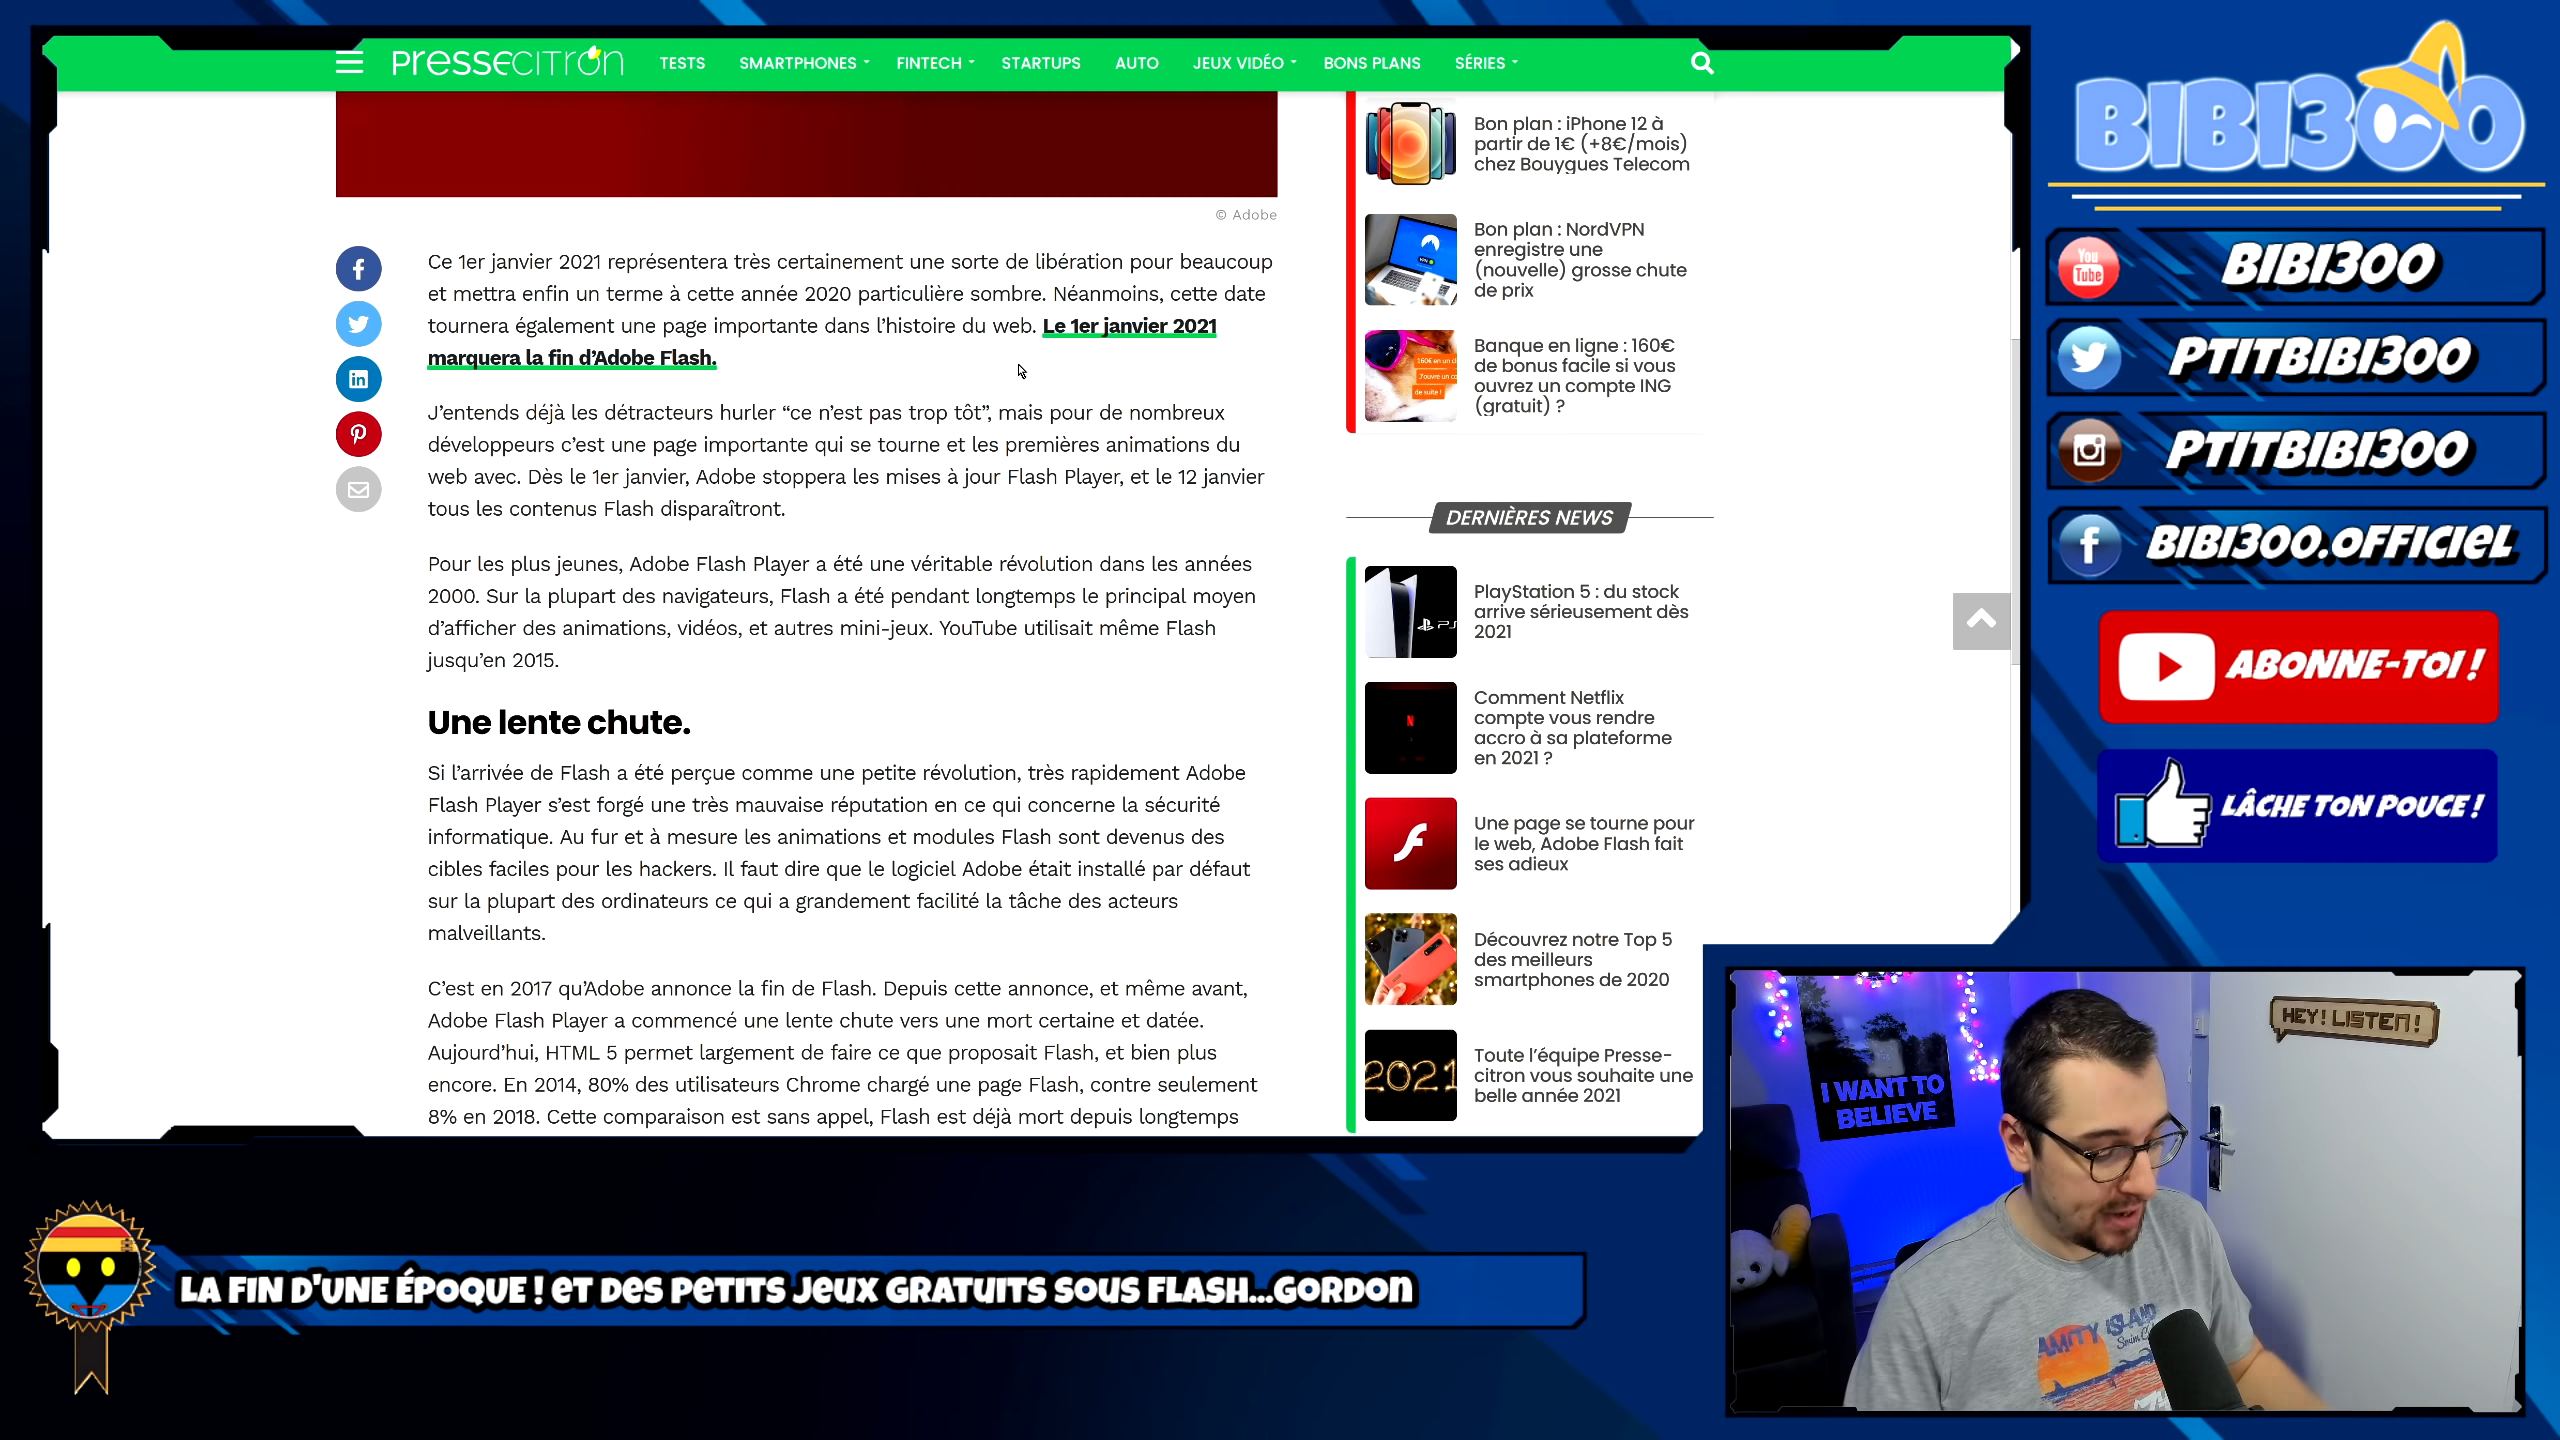 PRESSECITRON
TESTS
SMARTPHONES
FINTECH
STARTUPS
AUTO
JEUX VIDÉO
BONS PLANS
SÉRIES
© Adobe
Ce 1er janvier 2021 représentera très certainement une sorte de libération pour beaucoup
et mettra enfin un terme à cette année 2020 particulière sombre. Néanmoins, cette date
tournera également une page importante dans l’histoire du web. Le 1er janvier 2021
marquera la fin d’Adobe Flash.
J’entends déjà les détracteurs hurler “ce n’est pas trop tôt”, mais pour de nombreux
développeurs c’est une page importante qui se tourne et les premières animations du
web avec. Dès le 1er janvier, Adobe stoppera les mises à jour Flash Player, et le 12 janvier
tous les contenus Flash disparaîtront.
Pour les plus jeunes, Adobe Flash Player a été une véritable révolution dans les années
2000. Sur la plupart des navigateurs, Flash a été pendant longtemps le principal moyen
d’afficher des animations, vidéos, et autres mini-jeux. YouTube utilisait même Flash
jusqu’en 2015.
Une lente chute.
Si l’arrivée de Flash a été perçue comme une petite révolution, très rapidement Adobe
Flash Player s’est forgé une très mauvaise réputation en ce qui concerne la sécurité
informatique. Au fur et à mesure les animations et modules Flash sont devenus des
cibles faciles pour les hackers. Il faut dire que le logiciel Adobe était installé par défaut
sur la plupart des ordinateurs ce qui a grandement facilité la tâche des acteurs
malveillants.
C’est en 2017 qu’Adobe annonce la fin de Flash. Depuis cette annonce, et même avant,
Adobe Flash Player a commencé une lente chute vers une mort certaine et datée.
Aujourd’hui, HTML 5 permet largement de faire ce que proposait Flash, et bien plus
encore. En 2014, 80% des utilisateurs Chrome chargé une page Flash, contre seulement
8% en 2018. Cette comparaison est sans appel, Flash est déjà mort depuis longtemps
Bon plan : iPhone 12 à
partir de 1€ (+8€/mois)
chez Bouygues Telecom
Bon plan : NordVPN
enregistre une
(nouvelle) grosse chute
de prix
Banque en ligne : 160€
de bonus facile si vous
ouvrez un compte ING
(gratuit) ?
DERNIÈRES NEWS
PlayStation 5 : du stock
arrive sérieusement dès
2021
Comment Netflix
compte vous rendre
accro à sa plateforme
en 2021 ?
Une page se tourne pour
le web, Adobe Flash fait
ses adieux
Découvrez notre Top 5
des meilleurs
smartphones de 2020
2021
Toute l’équipe Presse-
citron vous souhaite une
belle année 2021
BIBI300
You
Tube
BIBI300
PTITBIBI300
PTITBIBI300
BIBI300.OFFICIEL
ABONNE-TOI !
LÂCHE TON POUCE !
I WANT TO
BELIEVE
HEY! LISTEN!
AMITY ISLAND
LA FIN D'UNE ÉPOQUE ! ET DES PETITS JEUX GRATUITS SOUS FLASH...GORDON